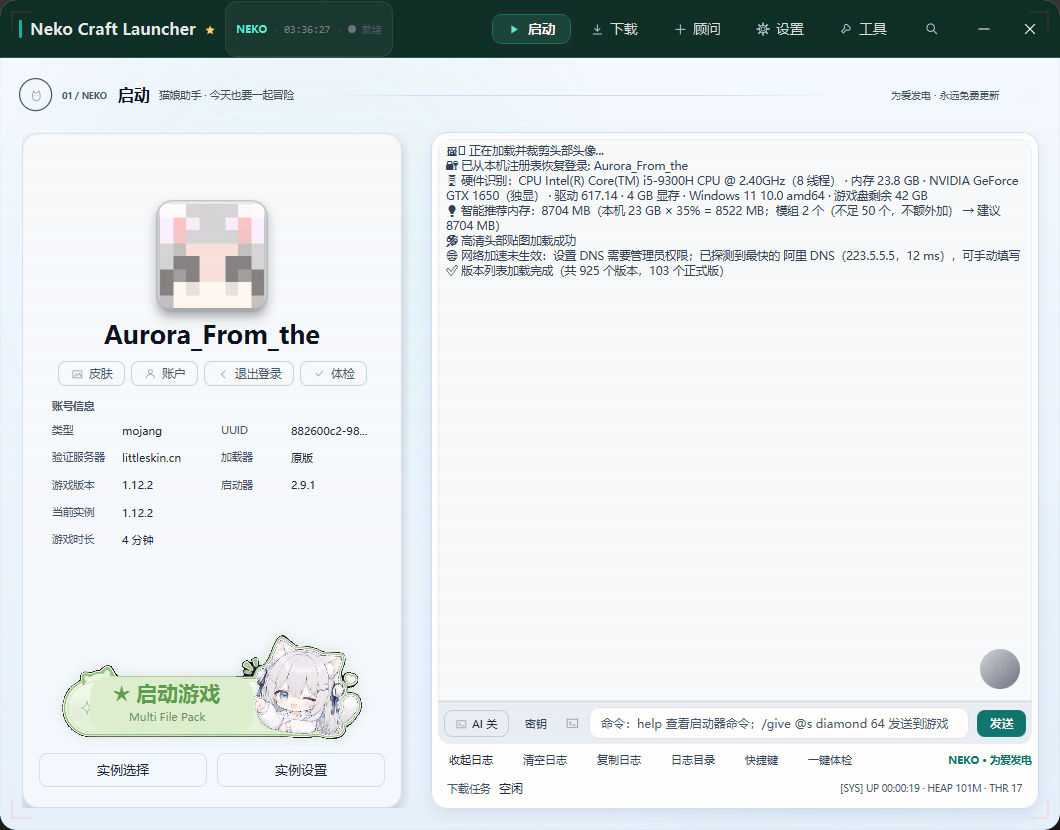 Neko Craft Launcher ★
NEKO · 03:36:27 · 就绪
启动
下载
顾问
设置
工具
01 / NEKO 启动 猫娘助手 · 今天也要一起冒险
为爱发电 · 永远免费更新
Aurora_From_the
皮肤
账户
退出登录
体检
账号信息
类型 mojang UUID 882600c2-98...
验证服务器 littleskin.cn 加载器 原版
游戏版本 1.12.2 启动器 2.9.1
当前实例 1.12.2
游戏时长 4 分钟
★ 启动游戏
Multi File Pack
实例选择
实例设置
正在加载并裁剪头部头像...
已从本机注册表恢复登录: Aurora_From_the
硬件识别：CPU Intel(R) Core(TM) i5-9300H CPU @ 2.40GHz（8 线程） · 内存 23.8 GB · NVIDIA GeForce
GTX 1650（独显） · 驱动 617.14 · 4 GB 显存 · Windows 11 10.0 amd64 · 游戏盘剩余 42 GB
智能推荐内存：8704 MB（本机 23 GB × 35% = 8522 MB；模组 2 个（不足 50 个，不额外加） → 建议
8704 MB）
高清头部贴图加载成功
网络加速未生效：设置 DNS 需要管理员权限；已探测到最快的 阿里 DNS（223.5.5.5，12 ms），可手动填写
版本列表加载完成（共 925 个版本，103 个正式版）
AI 关
密钥
命令：help 查看启动器命令；/give @s diamond 64 发送到游戏
发送
收起日志
清空日志
复制日志
日志目录
快捷键
一键体检
NEKO • 为爱发电
下载任务 空闲
[SYS] UP 00:00:19 · HEAP 101M · THR 17